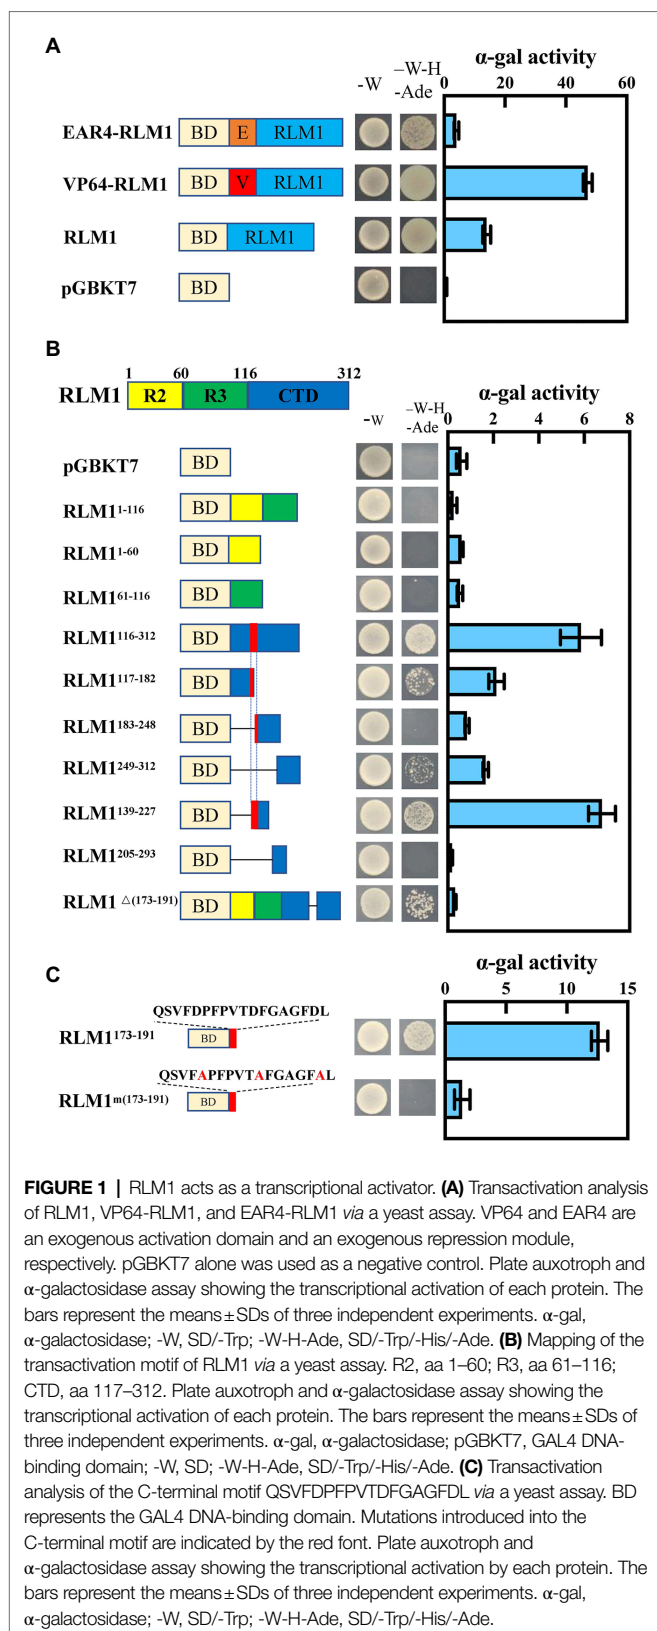 A
α-gal activity
-W
–W-H
-Ade
0 20 40 60
EAR4-RLM1 BD E RLM1
VP64-RLM1 BD V RLM1
RLM1 BD RLM1
pGBKT7 BD
B
1 60 116 312
RLM1 R2 R3 CTD
α-gal activity
-W
–W-H
-Ade
0 2 4 6 8
pGBKT7 BD
RLM1 1-116 BD
RLM1 1-60 BD
RLM1 61-116 BD
RLM1 116-312 BD
RLM1 117-182 BD
RLM1 183-248 BD
RLM1 249-312 BD
RLM1 139-227 BD
RLM1 205-293 BD
RLM1 △(173-191) BD
C
α-gal activity
0 5 10 15
QSVFDPFPVTDFGAGFDL
RLM1 173-191 BD
QSVFAPFPVTAFGAGFAL
RLM1 m(173-191) BD
FIGURE 1 | RLM1 acts as a transcriptional activator. (A) Transactivation analysis
of RLM1, VP64-RLM1, and EAR4-RLM1 via a yeast assay. VP64 and EAR4 are
an exogenous activation domain and an exogenous repression module,
respectively. pGBKT7 alone was used as a negative control. Plate auxotroph and
α-galactosidase assay showing the transcriptional activation of each protein. The
bars represent the means±SDs of three independent experiments. α-gal,
α-galactosidase; -W, SD/-Trp; -W-H-Ade, SD/-Trp/-His/-Ade. (B) Mapping of the
transactivation motif of RLM1 via a yeast assay. R2, aa 1–60; R3, aa 61–116;
CTD, aa 117–312. Plate auxotroph and α-galactosidase assay showing the
transcriptional activation of each protein. The bars represent the means±SDs of
three independent experiments. α-gal, α-galactosidase; pGBKT7, GAL4 DNA-
binding domain; -W, SD; -W-H-Ade, SD/-Trp/-His/-Ade. (C) Transactivation
analysis of the C-terminal motif QSVFDPFPVTDFGAGFDL via a yeast assay. BD
represents the GAL4 DNA-binding domain. Mutations introduced into the
C-terminal motif are indicated by the red font. Plate auxotroph and
α-galactosidase assay showing the transcriptional activation by each protein. The
bars represent the means±SDs of three independent experiments. α-gal,
α-galactosidase; -W, SD/-Trp; -W-H-Ade, SD/-Trp/-His/-Ade.